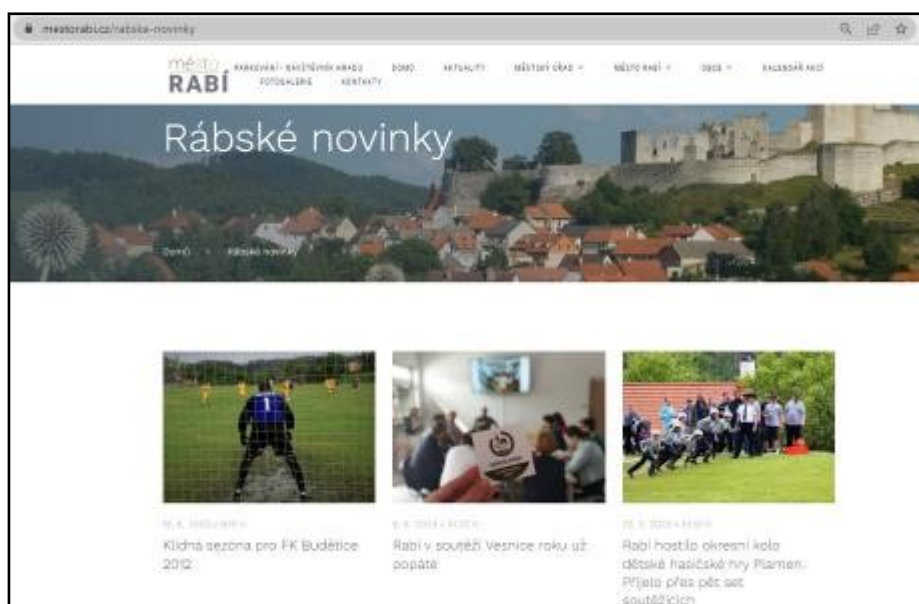 mestorabi.cz/rabske-novinky
město
RABÍ
PARKOVÁNÍ - NÁVŠTĚVNÍK HRADU DOMŮ AKTUALITY MĚSTSKÝ ÚŘAD MĚSTO RABÍ OBCE KALENDÁŘ AKCÍ
FOTOGALERIE KONTAKTY
Rábské novinky
Domů > Rábské novinky
1
Klidná sezóna pro FK Budětice
2012
Rabí v soutěži Vesnice roku už
popáté
Rabí hostilo okresní kolo
dětské hasičské hry Plamen.
Přijelo přes pět set
soutěžících